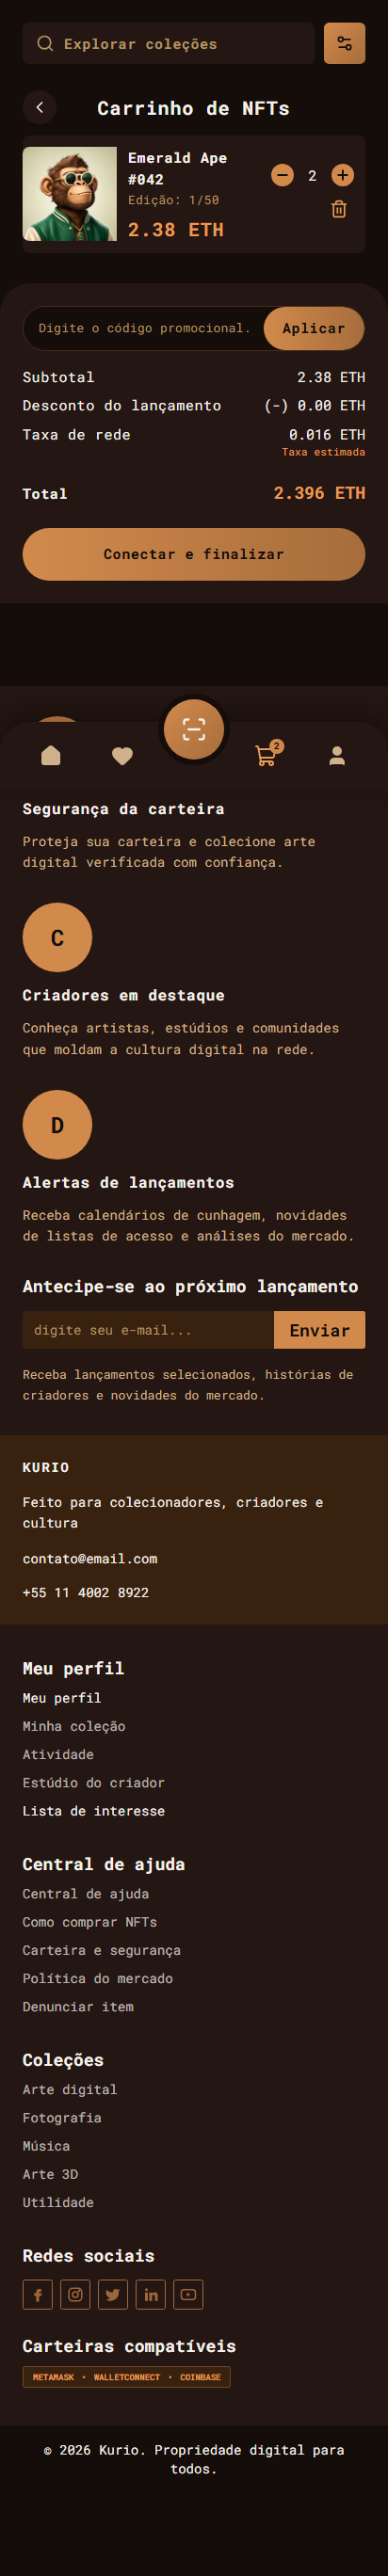 Explorar coleções
Carrinho de NFTs
Emerald Ape
#042
Edição: 1/50
2.38 ETH
2
Digite o código promocional.
Aplicar
Subtotal 2.38 ETH
Desconto do lançamento (-) 0.00 ETH
Taxa de rede 0.016 ETH
Taxa estimada
Total 2.396 ETH
Conectar e finalizar
2
Segurança da carteira
Proteja sua carteira e colecione arte
digital verificada com confiança.
C
Criadores em destaque
Conheça artistas, estúdios e comunidades
que moldam a cultura digital na rede.
D
Alertas de lançamentos
Receba calendários de cunhagem, novidades
de listas de acesso e análises do mercado.
Antecipe-se ao próximo lançamento
digite seu e-mail...
Enviar
Receba lançamentos selecionados, histórias de
criadores e novidades do mercado.
KURIO
Feito para colecionadores, criadores e
cultura
contato@email.com
+55 11 4002 8922
Meu perfil
Meu perfil
Minha coleção
Atividade
Estúdio do criador
Lista de interesse
Central de ajuda
Central de ajuda
Como comprar NFTs
Carteira e segurança
Política do mercado
Denunciar item
Coleções
Arte digital
Fotografia
Música
Arte 3D
Utilidade
Redes sociais
Carteiras compatíveis
METAMASK • WALLETCONNECT • COINBASE
© 2026 Kurio. Propriedade digital para
todos.